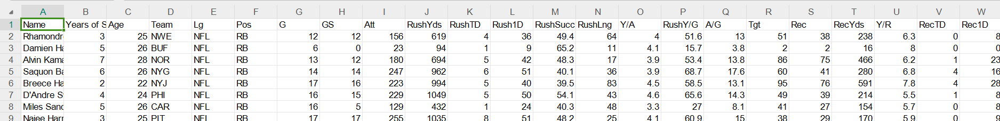 A B C D E F G H I J K L M N O P Q R S T U V W
1 Name Years of S Age Team Lg Pos G GS Att RushYds RushTD Rush1D RushSucc RushLng Y/A RushY/G A/G Tgt Rec RecYds Y/R RecTD Rec1D
2 Rhamondre 3 25 NWE NFL RB 12 12 156 619 4 36 49.4 64 4 51.6 13 51 38 238 6.3 0 8
3 Damien Ha 5 26 BUF NFL RB 6 0 23 94 1 9 65.2 11 4.1 15.7 3.8 2 2 16 8 0 0
4 Alvin Kama 7 28 NOR NFL RB 13 12 180 694 5 42 48.3 17 3.9 53.4 13.8 86 75 466 6.2 1 23
5 Saquon Ba 6 26 NYG NFL RB 14 14 247 962 6 51 40.1 36 3.9 68.7 17.6 60 41 280 6.8 4 16
6 Breece Ha 2 22 NYJ NFL RB 17 16 223 994 5 40 39.5 83 4.5 58.5 13.1 95 76 591 7.8 4 28
7 D'Andre S 4 24 PHI NFL RB 16 15 229 1049 5 50 54.1 43 4.6 65.6 14.3 49 39 214 5.5 1 8
8 Miles Sand 5 26 CAR NFL RB 16 5 129 432 1 24 40.3 48 3.3 27 8.1 41 27 154 5.7 0 8
9 Najee Harr 3 25 PIT NFL RB 17 17 255 1035 8 51 48.2 25 4.1 60.9 15 38 29 170 5.9 0 9